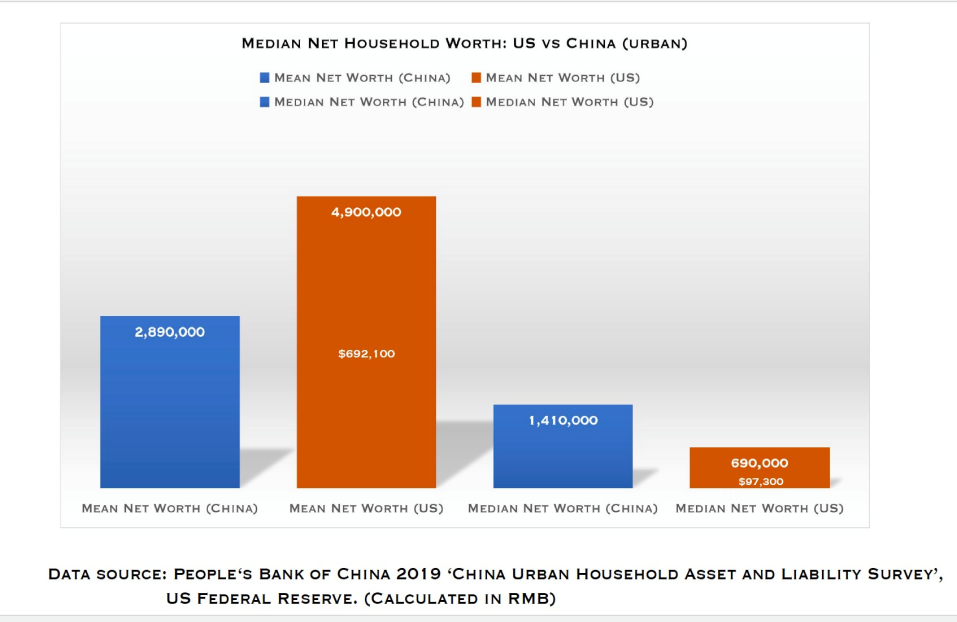 Median Net Household Worth: US vs China (urban)
Mean Net Worth (China) Mean Net Worth (US)
Median Net Worth (China) Median Net Worth (US)
4,900,000
2,890,000
$692,100
1,410,000
690,000
$97,300
Mean Net Worth (China) Mean Net Worth (US) Median Net Worth (China) Median Net Worth (US)
Data source: People‘s Bank of China 2019 ‘China Urban Household Asset and Liability Survey’,
US Federal Reserve. (Calculated in RMB)